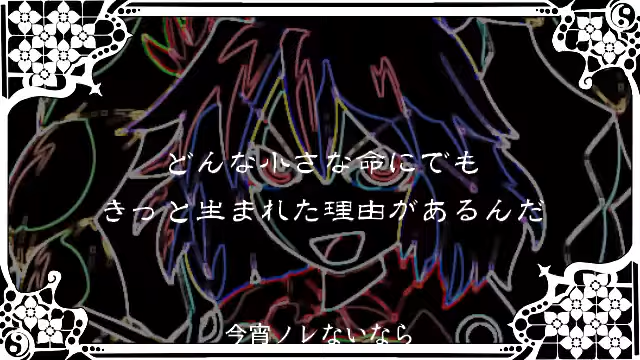 どんな小さな命にでも
きっと生まれた理由があるんだ
今宵ノレないなら